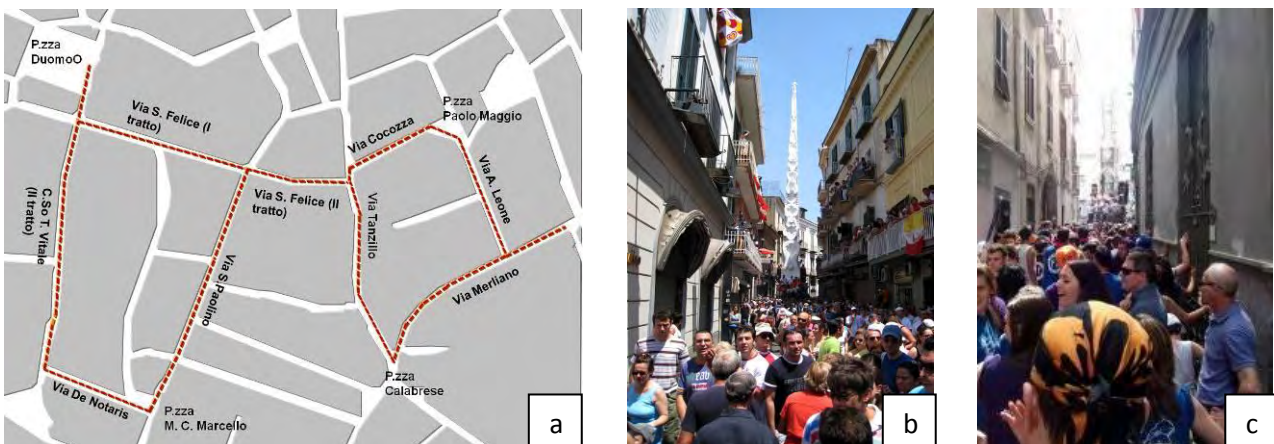 P.zza
DuomoO
Via S. Felice (I
tratto)
P.zza
Paolo Maggio
Via Cocozza
Via A. Leone
C.So T. Vitale
(II tratto)
Via S. Felice (II
tratto)
Via Tanzillo
Via S.Paolino
Via Merliano
Via De Notaris
P.zza
M. C. Marcello
P.zza
Calabrese
a
b
c